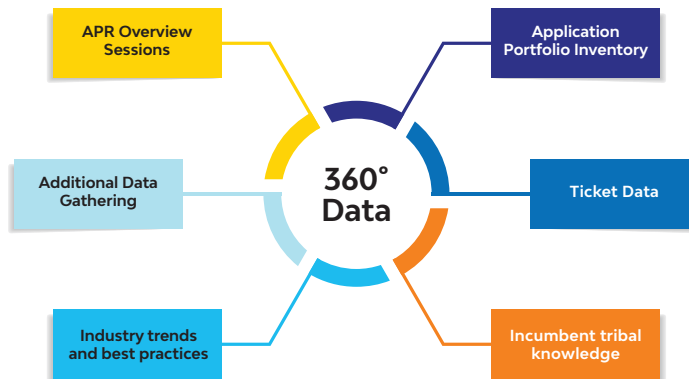 APR Overview
Sessions
Application
Portfolio Inventory
Additional Data
Gathering
360°
Data
Ticket Data
Industry trends
and best practices
Incumbent tribal
knowledge